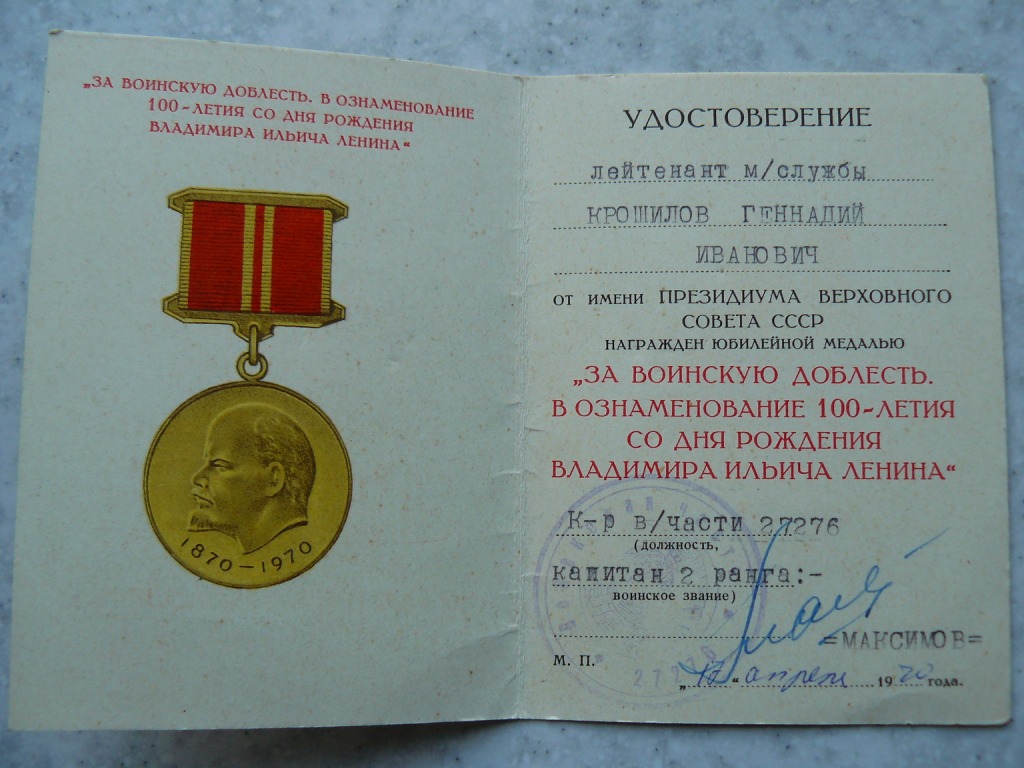 „ЗА ВОИНСКУЮ ДОБЛЕСТЬ. В ОЗНАМЕНОВАНИЕ
100-ЛЕТИЯ СО ДНЯ РОЖДЕНИЯ
ВЛАДИМИРА ИЛЬИЧА ЛЕНИНА“
1870-1970
УДОСТОВЕРЕНИЕ
лейтенант м/службы
КРОШИЛОВ ГЕННАДИЙ
ИВАНОВИЧ
ОТ ИМЕНИ ПРЕЗИДИУМА ВЕРХОВНОГО
СОВЕТА СССР
НАГРАЖДЕН ЮБИЛЕЙНОЙ МЕДАЛЬЮ
„ЗА ВОИНСКУЮ ДОБЛЕСТЬ.
В ОЗНАМЕНОВАНИЕ 100-ЛЕТИЯ
СО ДНЯ РОЖДЕНИЯ
ВЛАДИМИРА ИЛЬИЧА ЛЕНИНА“
К-р в/части 27276
(должность,
капитан 2 ранга:-
воинское звание)
=МАКСИМОВ=
М. П.
27276
„ “ апреля 1970 года.